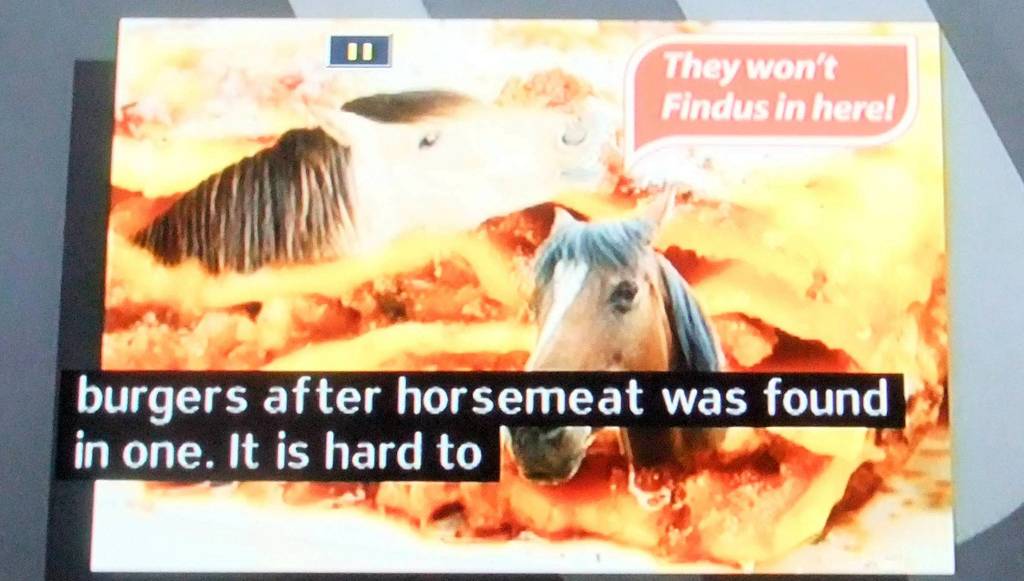 They won't
Findus in here!
burgers after horsemeat was found
in one. It is hard to